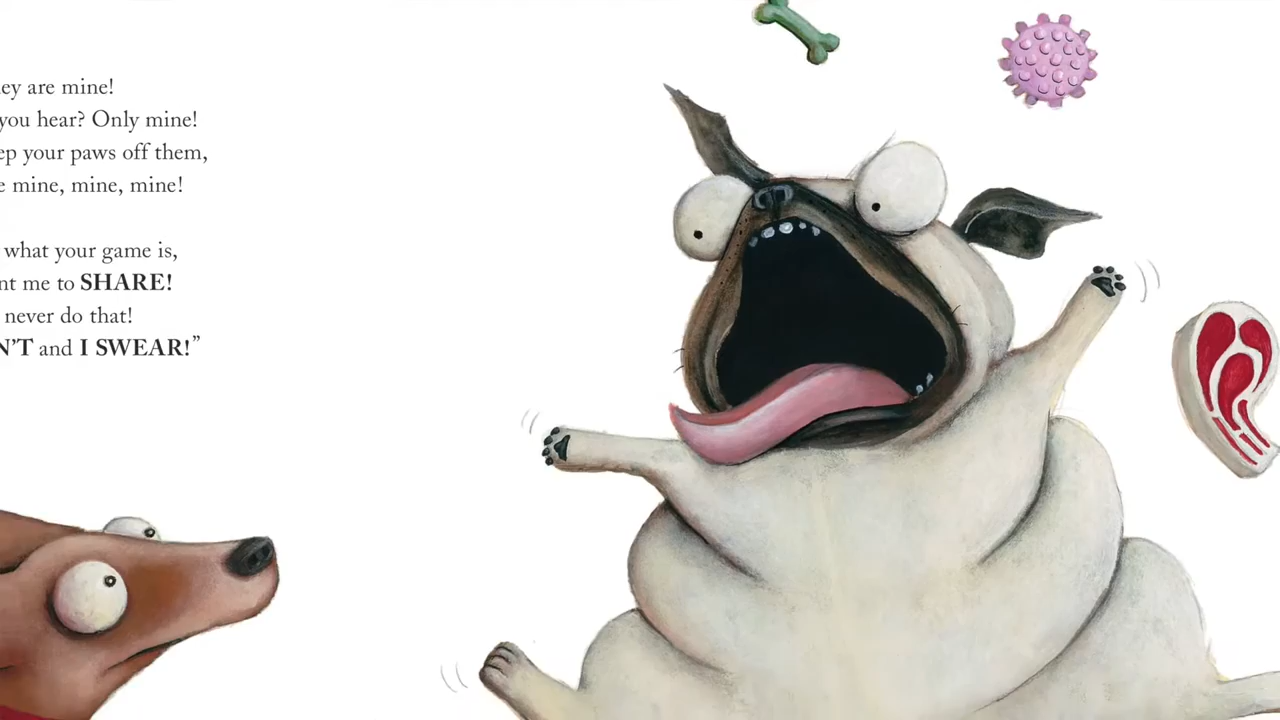 ey are mine!
you hear? Only mine!
ep your paws off them,
e mine, mine, mine!
what your game is,
nt me to SHARE!
never do that!
N'T and I SWEAR!”